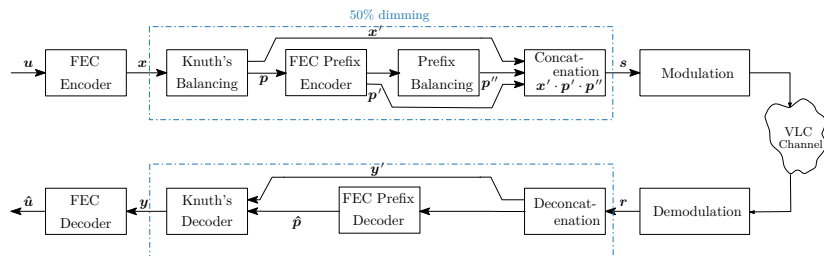 50% dimming
u
FEC
Encoder
x
Knuth's
Balancing
x′
p
FEC Prefix
Encoder
p′
Prefix
Balancing
p′′
Concat-
enation
x′ · p′ · p′′
s
Modulation
VLC
Channel
û
FEC
Decoder
y
Knuth's
Decoder
y′
p̂
FEC Prefix
Decoder
Deconcat-
enation
r
Demodulation